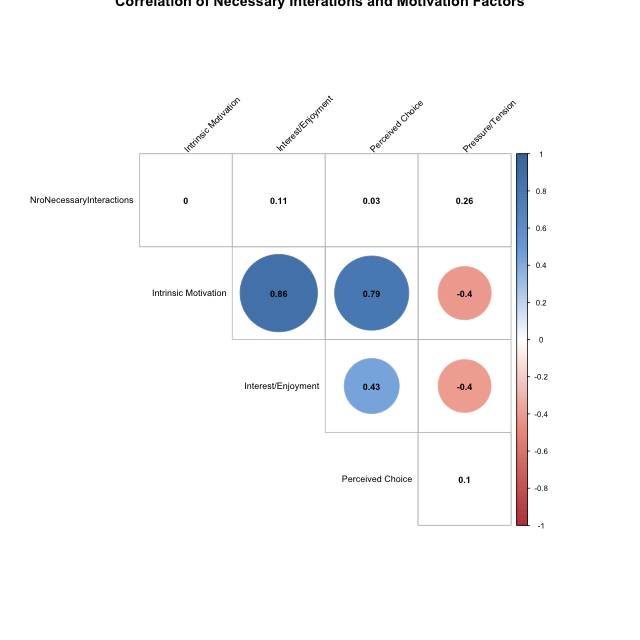 Correlation of Necessary Interations and Motivation Factors
Intrinsic Motivation
Interest/Enjoyment
Perceived Choice
Pressure/Tension
NroNecessaryInteractions 0 0.11 0.03 0.26
Intrinsic Motivation 0.86 0.79 -0.4
Interest/Enjoyment 0.43 -0.4
Perceived Choice 0.1
1
0.8
0.6
0.4
0.2
0
-0.2
-0.4
-0.6
-0.8
-1